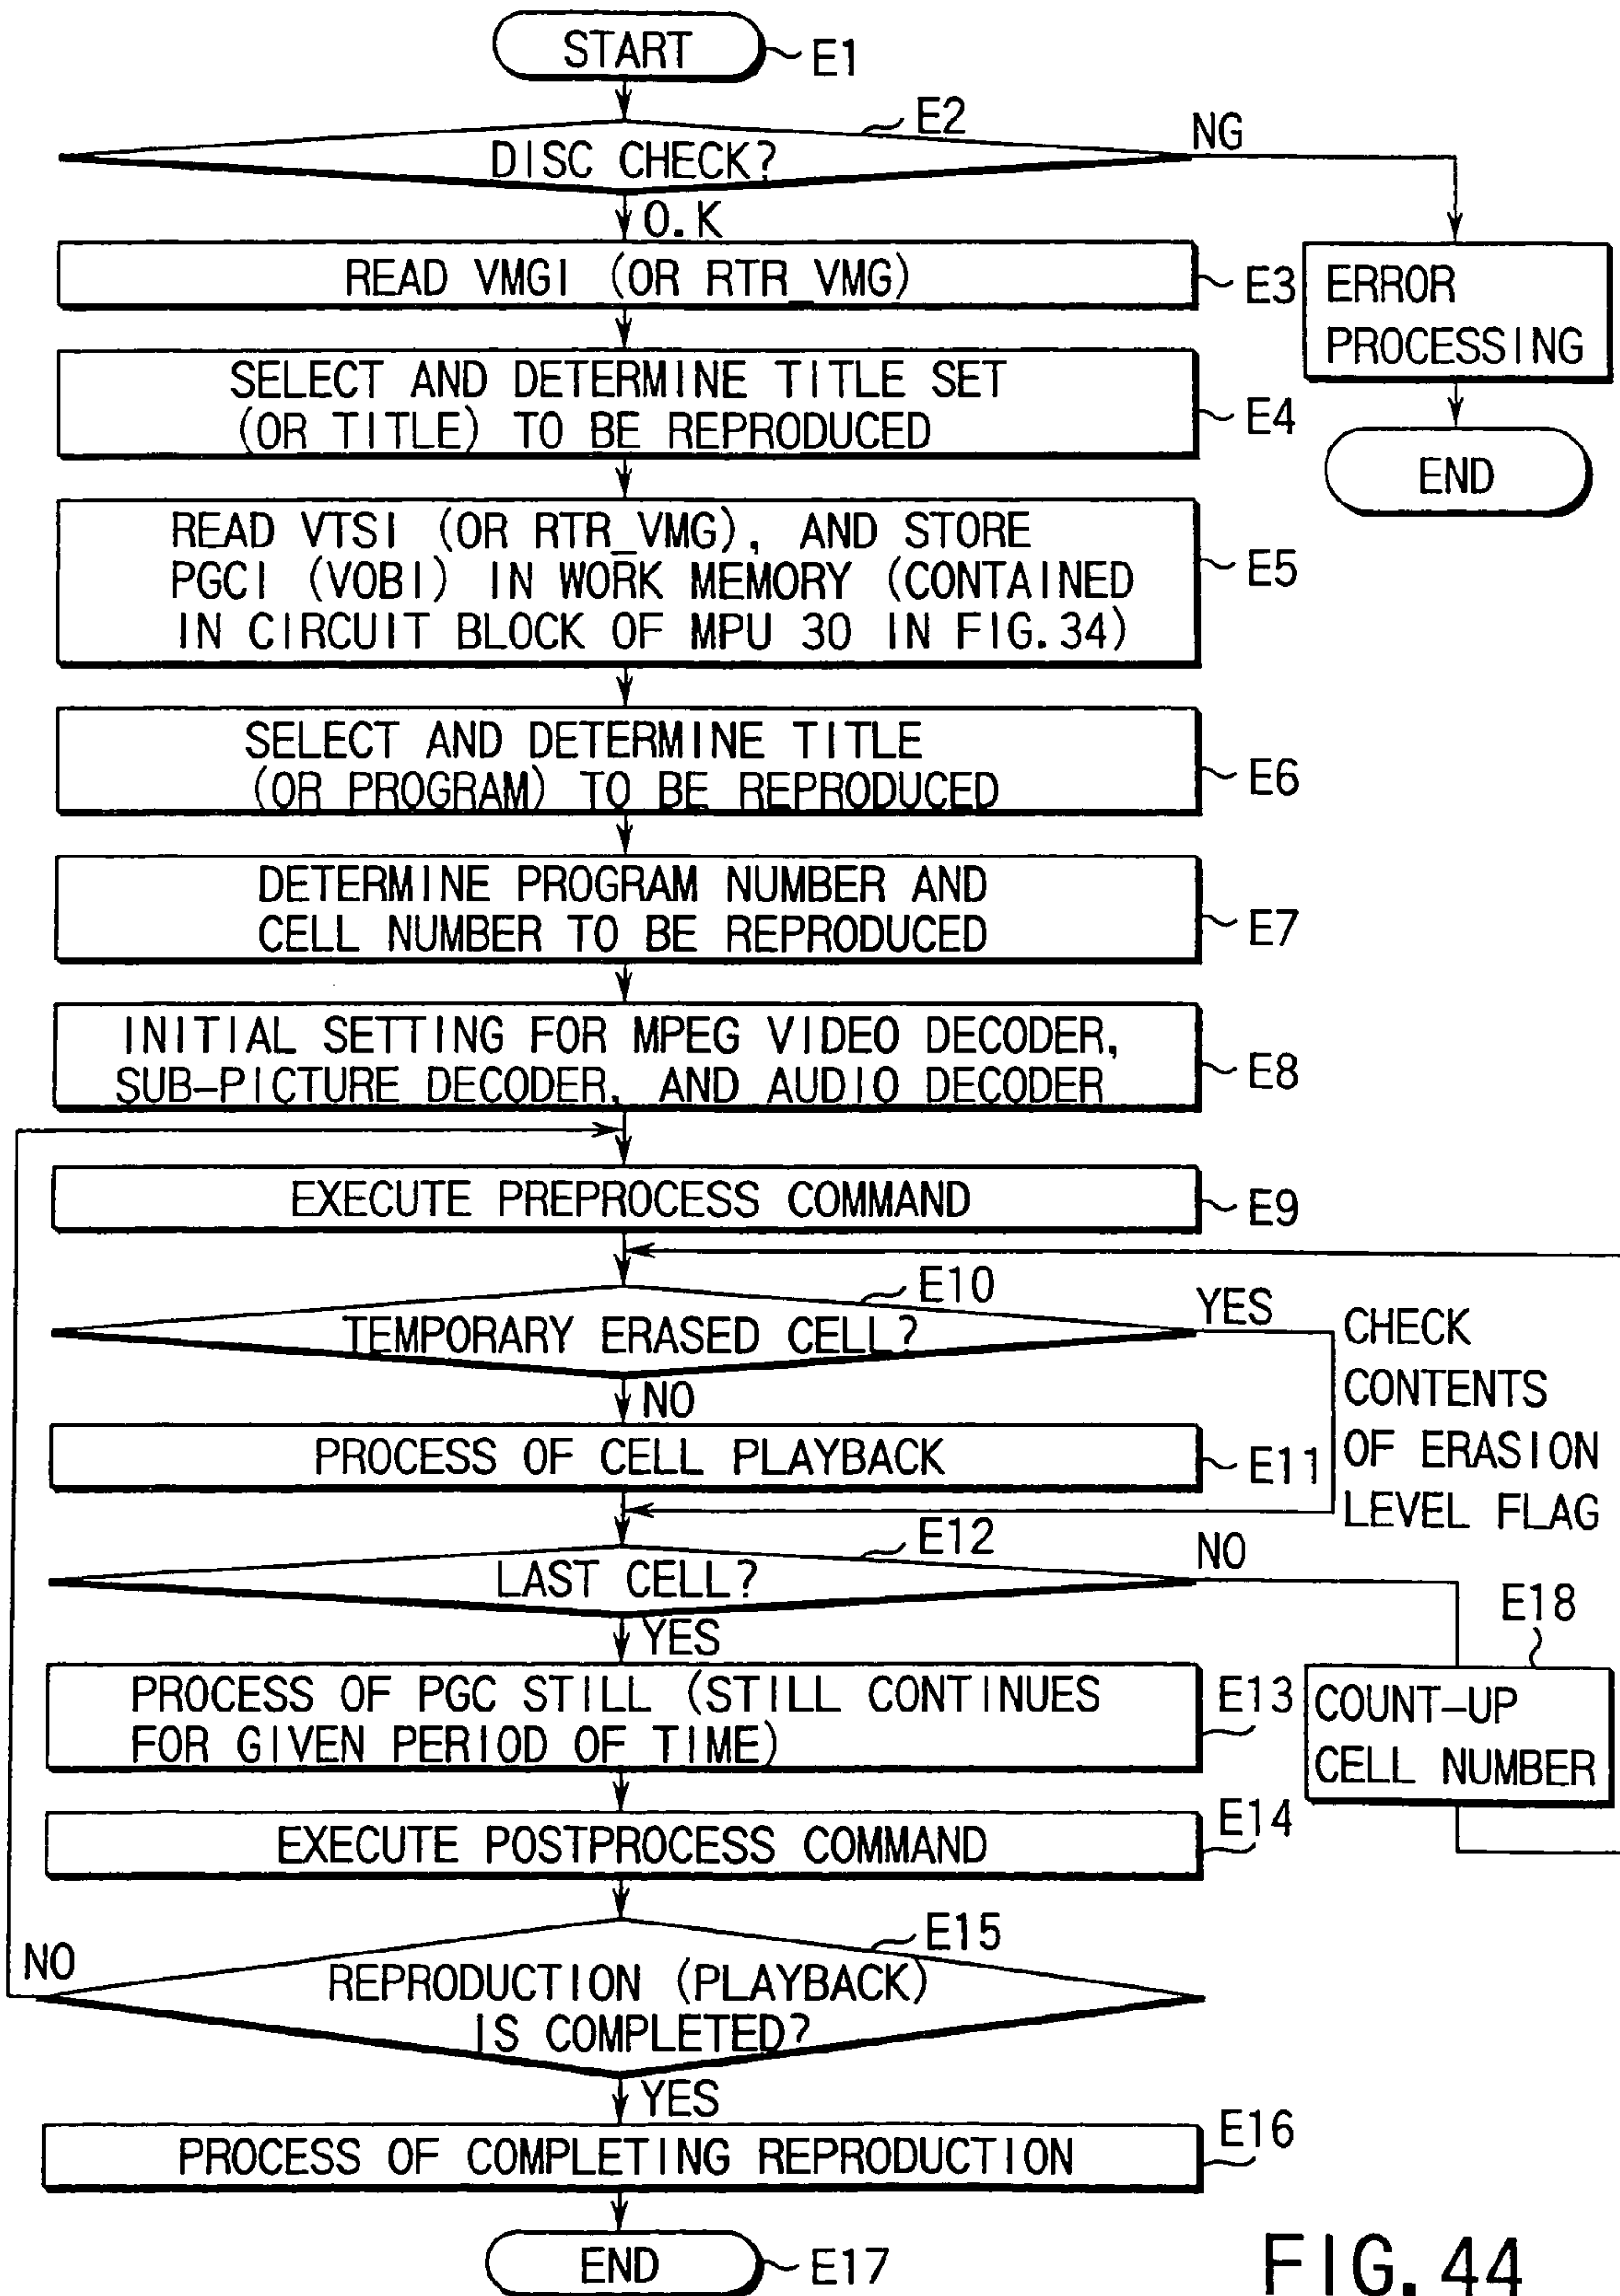 START
E1
E2
NG
DISC CHECK?
O.K
READ VMGI (OR RTR_VMG)
E3
ERROR
PROCESSING
END
SELECT AND DETERMINE TITLE SET
(OR TITLE) TO BE REPRODUCED
E4
READ VTSI (OR RTR_VMG), AND STORE
PGCI (VOBI) IN WORK MEMORY (CONTAINED
IN CIRCUIT BLOCK OF MPU 30 IN FIG.34)
E5
SELECT AND DETERMINE TITLE
(OR PROGRAM) TO BE REPRODUCED
E6
DETERMINE PROGRAM NUMBER AND
CELL NUMBER TO BE REPRODUCED
E7
INITIAL SETTING FOR MPEG VIDEO DECODER,
SUB-PICTURE DECODER, AND AUDIO DECODER
E8
EXECUTE PREPROCESS COMMAND
E9
E10
YES
TEMPORARY ERASED CELL?
NO
CHECK
CONTENTS
OF ERASION
LEVEL FLAG
PROCESS OF CELL PLAYBACK
E11
E12
NO
LAST CELL?
YES
E18
COUNT-UP
CELL NUMBER
PROCESS OF PGC STILL (STILL CONTINUES
FOR GIVEN PERIOD OF TIME)
E13
EXECUTE POSTPROCESS COMMAND
E14
E15
NO
REPRODUCTION (PLAYBACK)
IS COMPLETED?
YES
PROCESS OF COMPLETING REPRODUCTION
E16
END
E17
FIG. 44